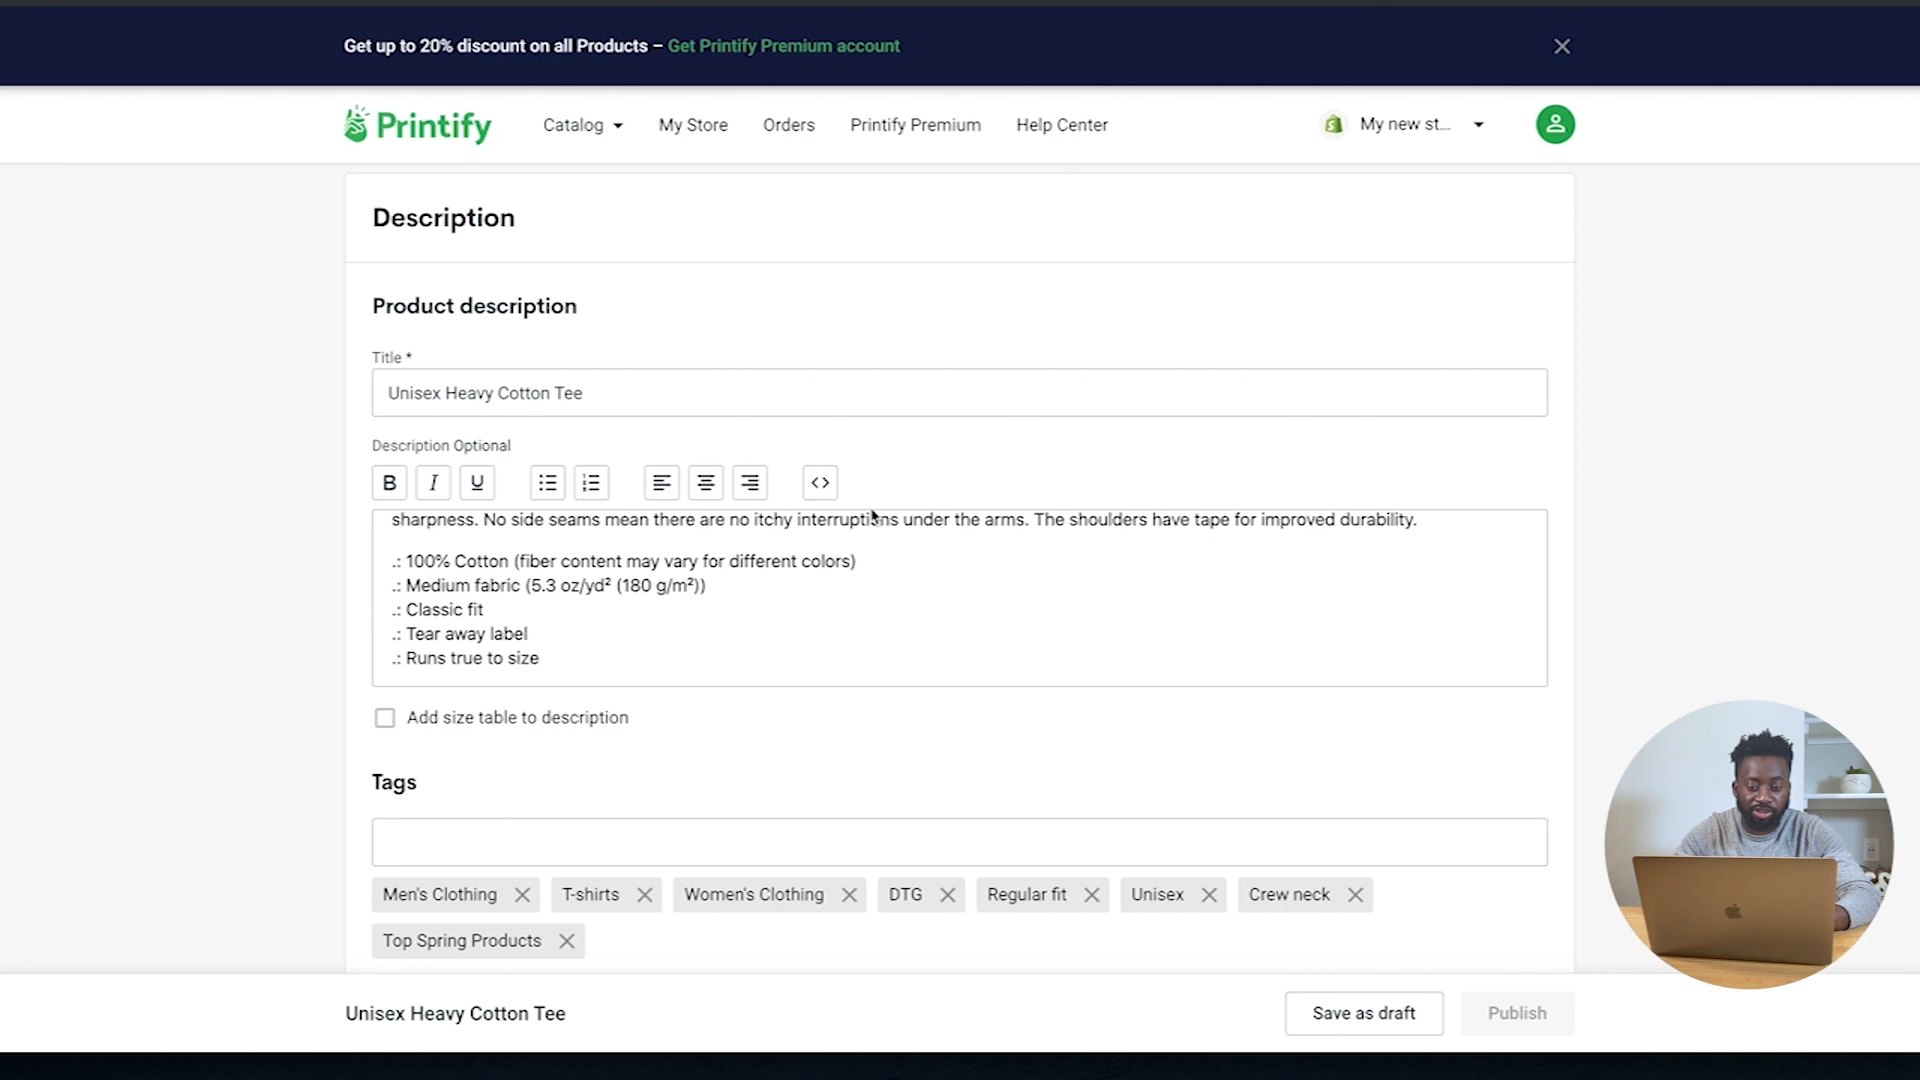 Get up to 20% discount on all Products – Get Printify Premium account
Printify
Catalog
My Store
Orders
Printify Premium
Help Center
My new st...
Description
Product description
Title *
Unisex Heavy Cotton Tee
Description Optional
B I U
sharpness. No side seams mean there are no itchy interruptions under the arms. The shoulders have tape for improved durability.
.: 100% Cotton (fiber content may vary for different colors)
.: Medium fabric (5.3 oz/yd² (180 g/m²))
.: Classic fit
.: Tear away label
.: Runs true to size
Add size table to description
Tags
Men's Clothing
T-shirts
Women's Clothing
DTG
Regular fit
Unisex
Crew neck
Top Spring Products
Unisex Heavy Cotton Tee
Save as draft
Publish